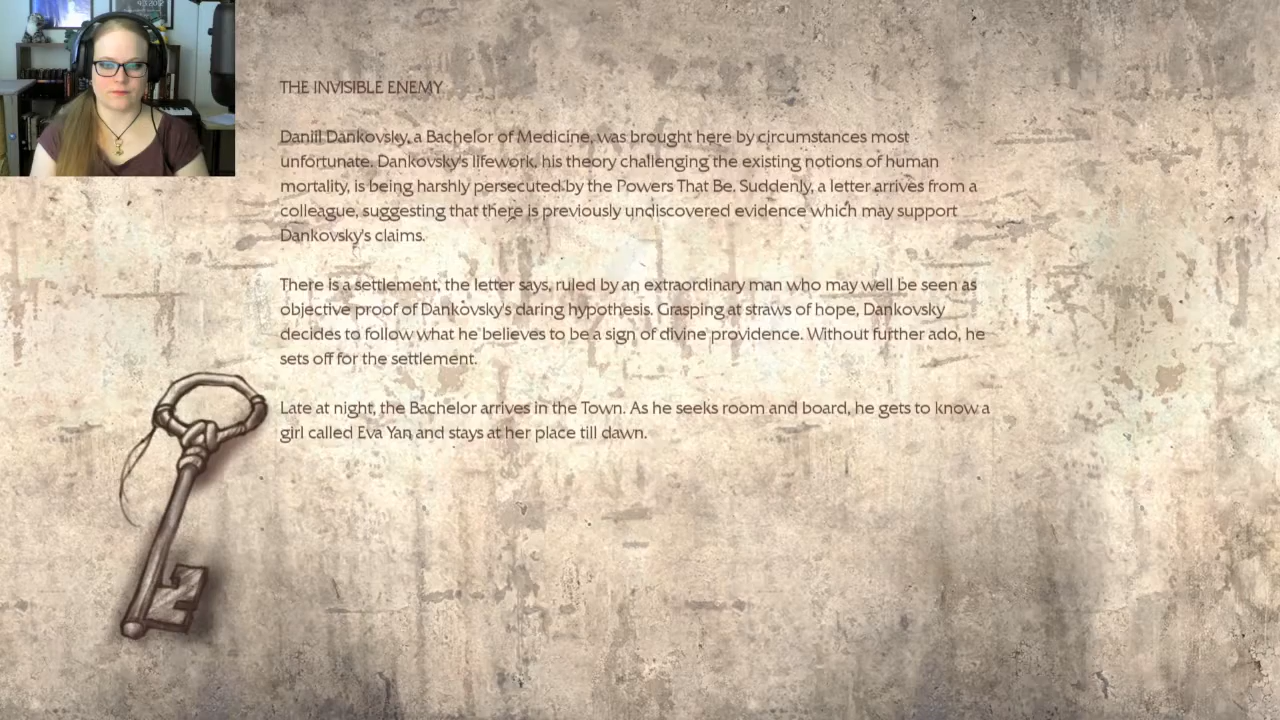 THE INVISIBLE ENEMY
Daniil Dankovsky, a Bachelor of Medicine, was brought here by circumstances most
unfortunate. Dankovsky's lifework, his theory challenging the existing notions of human
mortality, is being harshly persecuted by the Powers That Be. Suddenly, a letter arrives from a
colleague, suggesting that there is previously undiscovered evidence which may support
Dankovsky's claims.
There is a settlement, the letter says, ruled by an extraordinary man who may well be seen as
objective proof of Dankovsky's daring hypothesis. Grasping at straws of hope, Dankovsky
decides to follow what he believes to be a sign of divine providence. Without further ado, he
sets off for the settlement.
Late at night, the Bachelor arrives in the Town. As he seeks room and board, he gets to know a
girl called Eva Yan and stays at her place till dawn.